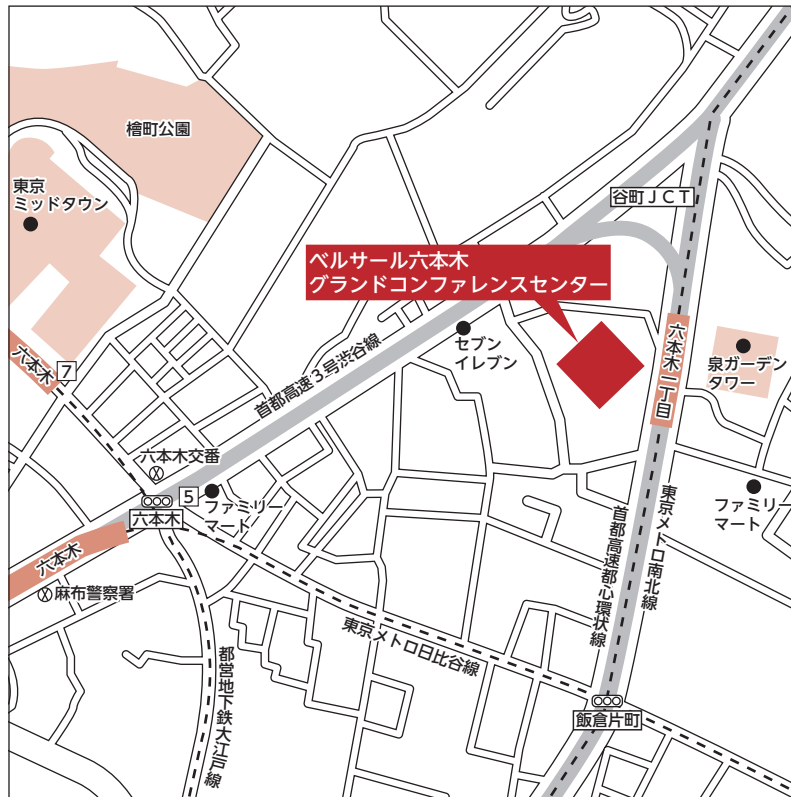 檜町公園
東京
ミッドタウン
谷町JCT
ベルサール六本木
グランドコンファレンスセンター
六本木
7
首都高速3号渋谷線
セブン
イレブン
六本木一丁目
泉ガーデン
タワー
六本木交番
5
ファミリー
マート
六本木
六本木
麻布警察署
東京メトロ日比谷線
都営地下鉄大江戸線
首都高速都心環状線
東京メトロ南北線
ファミリー
マート
飯倉片町